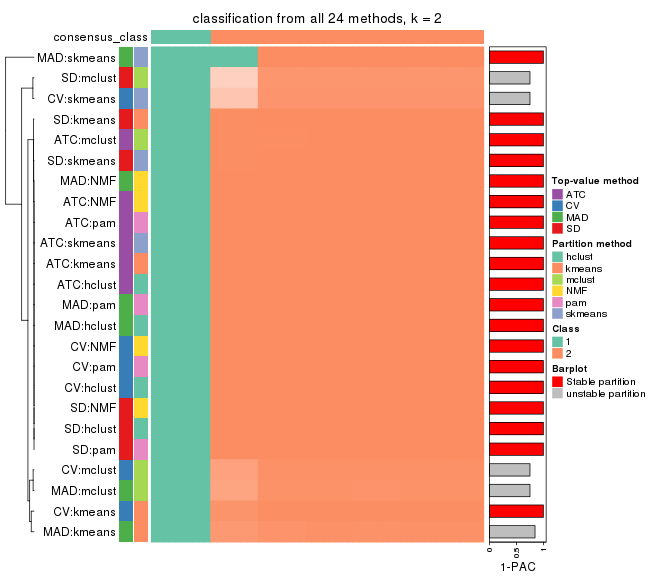 classification from all 24 methods, k = 2
consensus_class
MAD:skmeans
SD:mclust
CV:skmeans
SD:kmeans
ATC:mclust
SD:skmeans
MAD:NMF
ATC:NMF
ATC:pam
ATC:skmeans
ATC:kmeans
ATC:hclust
MAD:pam
MAD:hclust
CV:NMF
CV:pam
CV:hclust
SD:NMF
SD:hclust
SD:pam
CV:mclust
MAD:mclust
CV:kmeans
MAD:kmeans
0
0.5
1
1-PAC
Top-value method
ATC
CV
MAD
SD
Partition method
hclust
kmeans
mclust
NMF
pam
skmeans
Class
1
2
Barplot
Stable partition
unstable partition